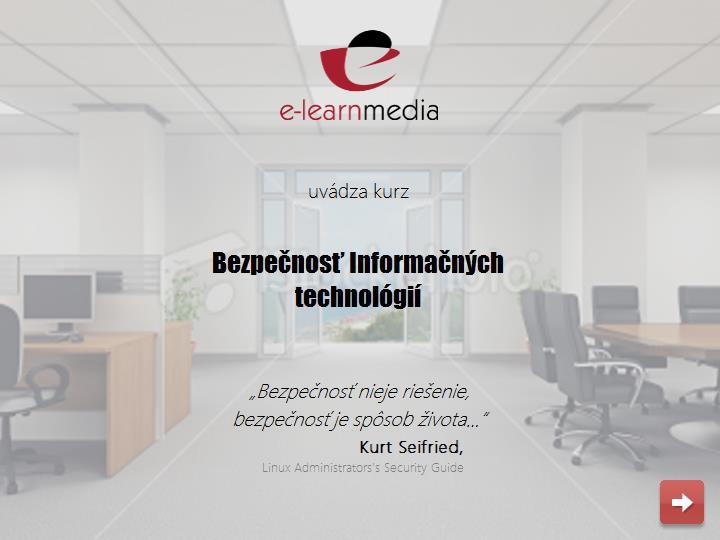 e-learnmedia
uvádza kurz
Bezpečnosť Informačných
technológií
„Bezpečnosť nieje riešenie,
bezpečnosť je spôsob života...“
Kurt Seifried,
Linux Administrators's Security Guide